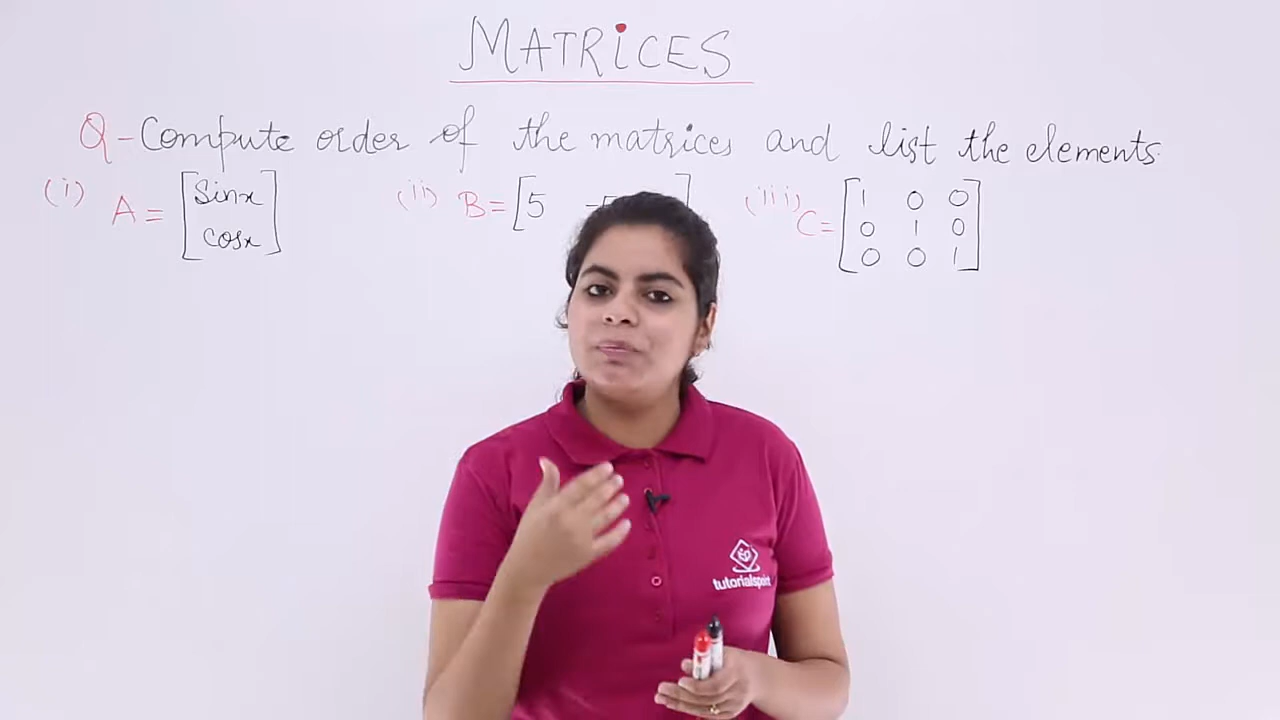 MATRiCES
Q - Compute order of the matrices and list the elements.
(i) A = [sinx
cosx]
(ii) B = [5 ]
(iii) C = [1 0 0
0 1 0
0 0 1]
tutorialspoint